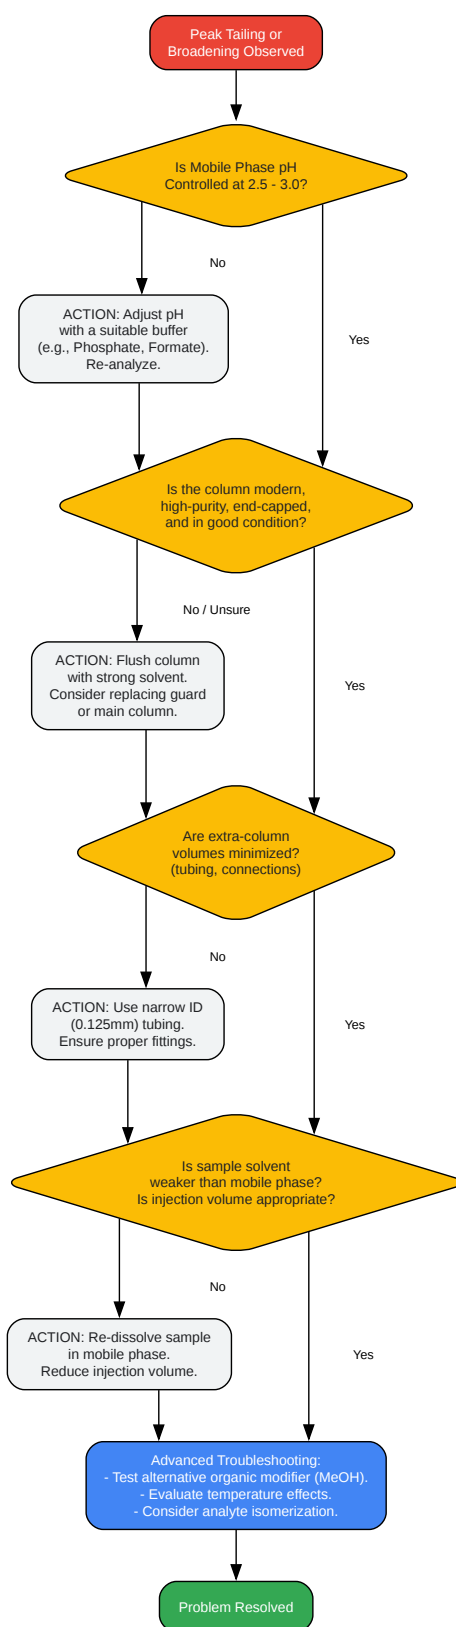 Peak Tailing or
Broadening Observed
Is Mobile Phase pH
Controlled at 2.5 - 3.0?
No
ACTION: Adjust pH
with a suitable buffer
(e.g., Phosphate, Formate).
Re-analyze.
Yes
Is the column modern,
high-purity, end-capped,
and in good condition?
No / Unsure
ACTION: Flush column
with strong solvent.
Consider replacing guard
or main column.
Yes
Are extra-column
volumes minimized?
(tubing, connections)
No
ACTION: Use narrow ID
(0.125mm) tubing.
Ensure proper fittings.
Yes
Is sample solvent
weaker than mobile phase?
Is injection volume appropriate?
No
ACTION: Re-dissolve sample
in mobile phase.
Reduce injection volume.
Yes
Advanced Troubleshooting:
- Test alternative organic modifier (MeOH).
- Evaluate temperature effects.
- Consider analyte isomerization.
Problem Resolved